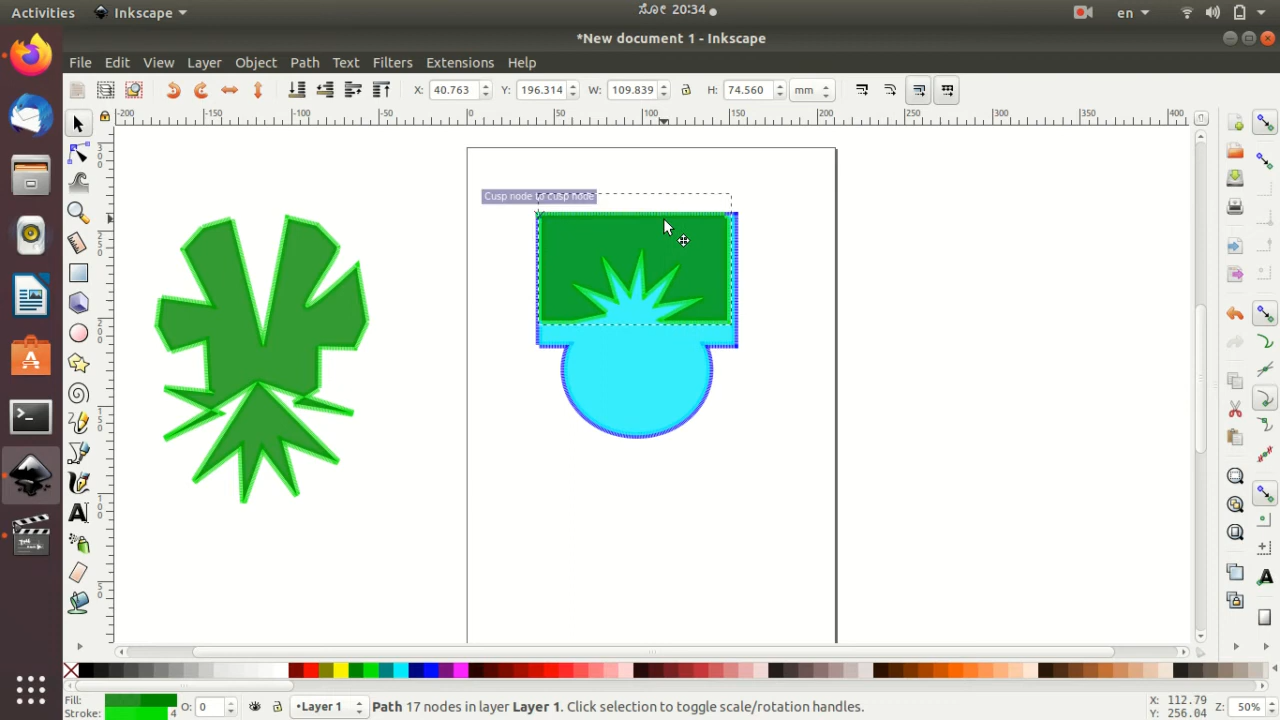 Activities Inkscape 20:34 en
*New document 1 - Inkscape
File Edit View Layer Object Path Text Filters Extensions Help
X: 40.763 Y: 196.314 W: 109.839 H: 74.560 mm
-200 -150 -100 -50 0 50 100 150 200 250 300 350 400
Cusp node to cusp node
Fill: O: 0 •Layer 1 Path 17 nodes in layer Layer 1. Click selection to toggle scale/rotation handles. X: 112.79
Stroke: 4 Y: 256.04 Z: 50%